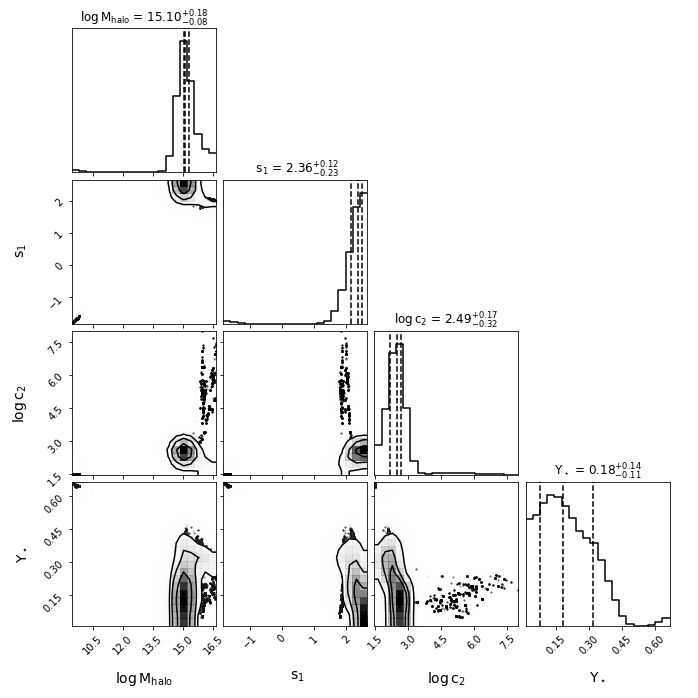 log M_halo = 15.10^{+0.18}_{−0.08}
s_1 = 2.36^{+0.12}_{−0.23}
2
1
0
−1
s_1
log c_2 = 2.49^{+0.17}_{−0.32}
7.5
6.0
4.5
3.0
1.5
log c_2
Y_⋆ = 0.18^{+0.14}_{−0.11}
0.60
0.45
0.30
0.15
Y_⋆
10.5 12.0 13.5 15.0 16.5 −1 0 1 2 1.5 3.0 4.5 6.0 7.5 0.15 0.30 0.45 0.60
log M_halo s_1 log c_2 Y_⋆